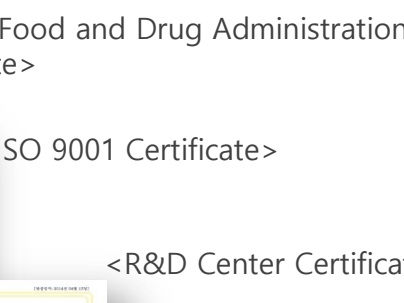 Food and Drug Administration
te>
SO 9001 Certificate>
<R&D Center Certificat